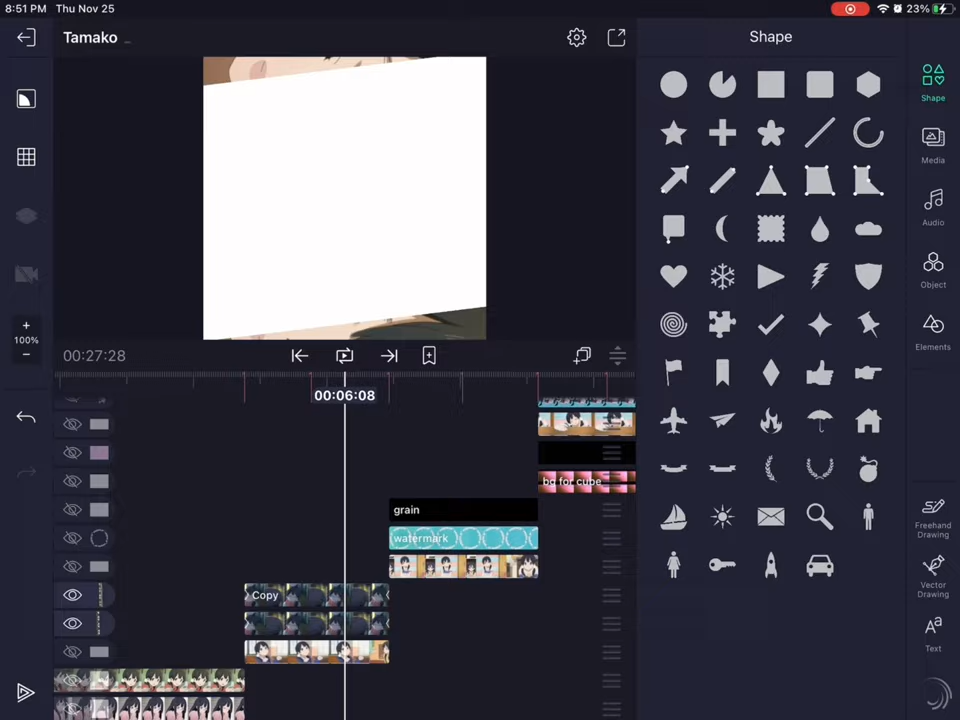 8:51 PM Thu Nov 25
23%
Tamako _
Shape
Shape
Media
Audio
Object
Elements
Freehand
Drawing
Vector
Drawing
Text
+
100%
−
00:27:28
00:06:08
bg for cube
grain
watermark
Copy